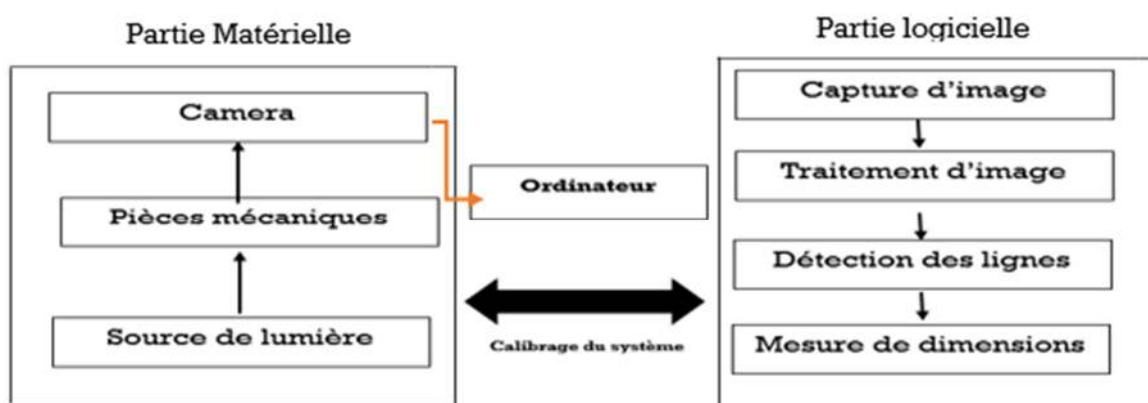 Partie Matérielle
Camera
Pièces mécaniques
Source de lumière
Ordinateur
Calibrage du système
Partie logicielle
Capture d'image
Traitement d'image
Détection des lignes
Mesure de dimensions